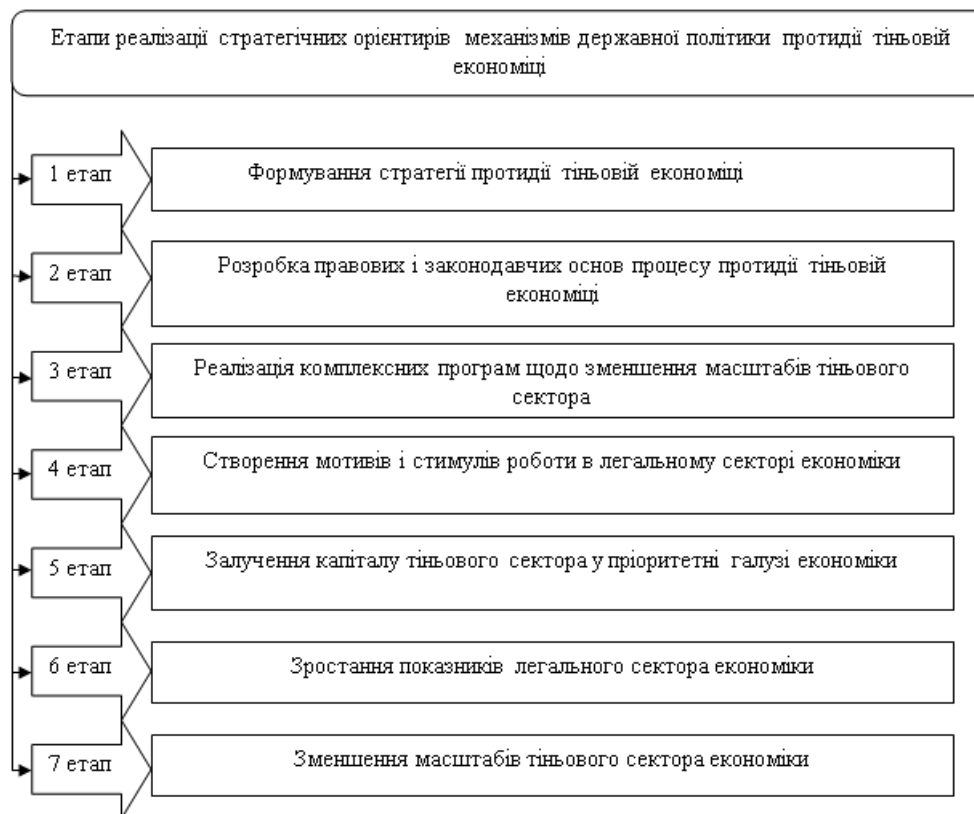 Етапи реалізації стратегічних орієнтирів механізмів державної політики протидії тіньовій
економіці
1 етап
Формування стратегії протидії тіньовій економіці
2 етап
Розробка правових і законодавчих основ процесу протидії тіньовій
економіці
3 етап
Реалізація комплексних програм щодо зменшення масштабів тіньового
сектора
4 етап
Створення мотивів і стимулів роботи в легальному секторі економіки
5 етап
Залучення капіталу тіньового сектора у пріоритетні галузі економіки
6 етап
Зростання показників легального сектора економіки
7 етап
Зменшення масштабів тіньового сектора економіки